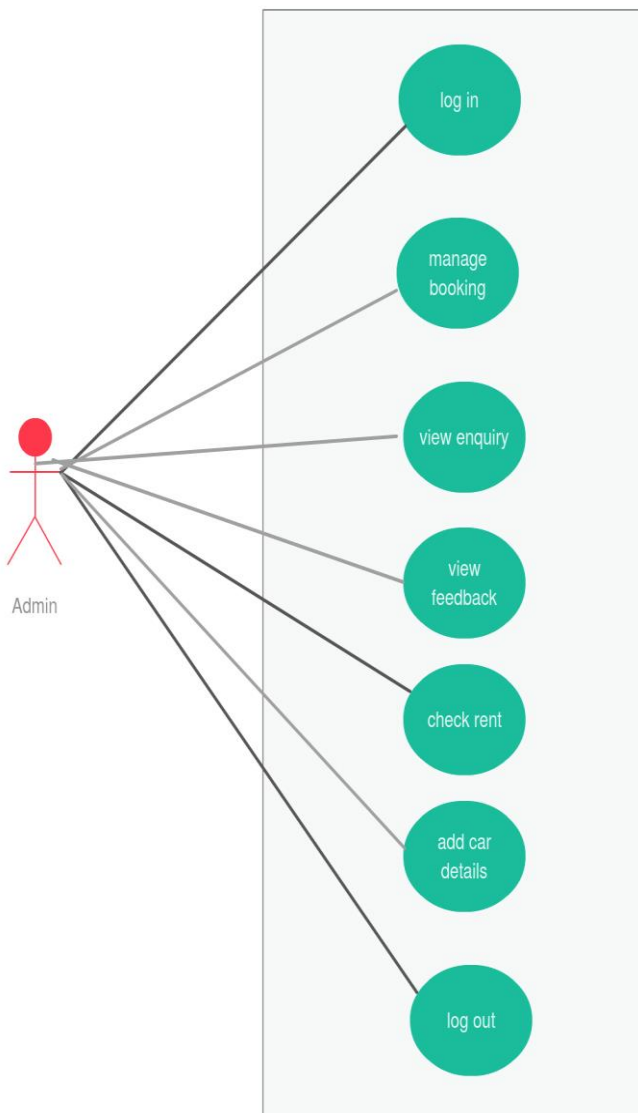 log in
manage
booking
view enquiry
view
feedback
Admin
check rent
add car
details
log out